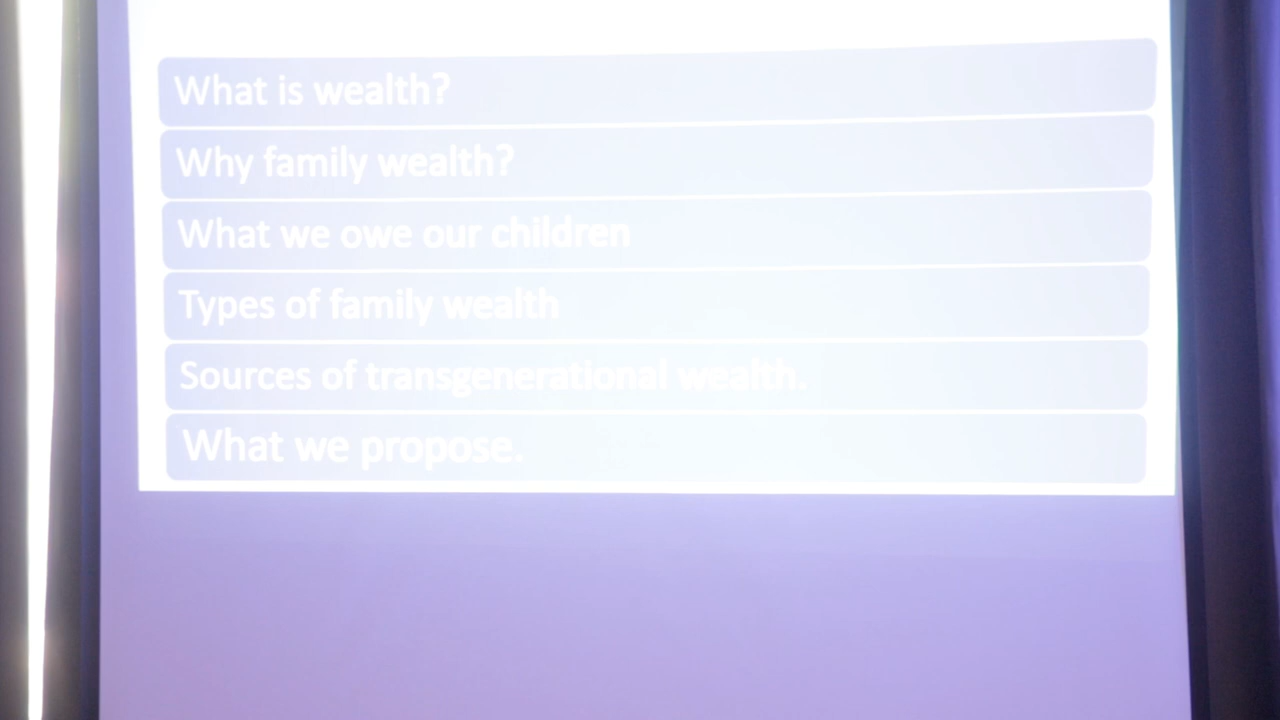 What is wealth?
Why family wealth?
What we owe our children
Types of family wealth
Sources of transgenerational wealth.
What we propose.